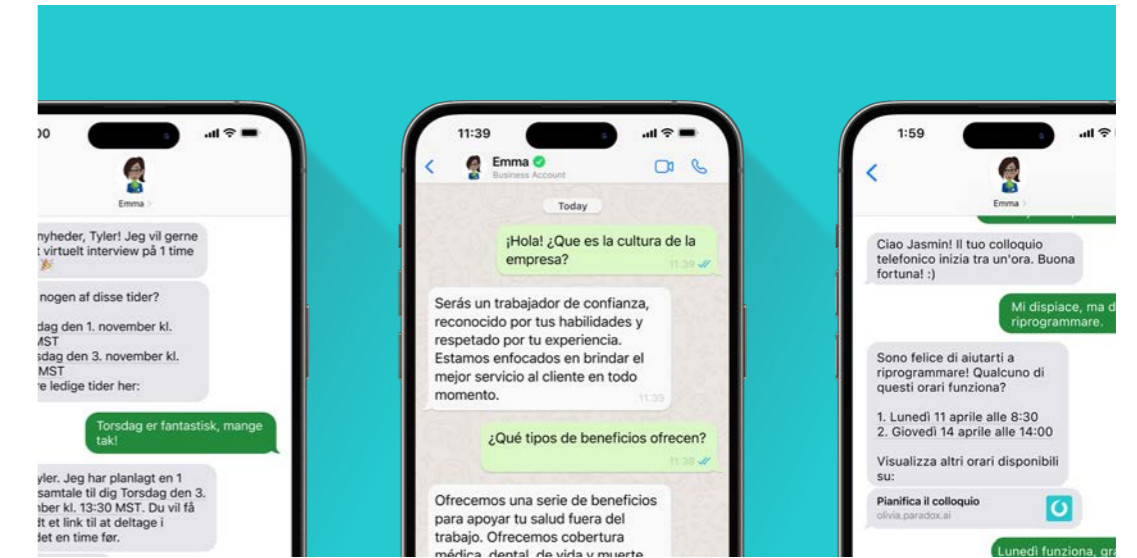 00
Emma
nyheder, Tyler! Jeg vil gerne
t virtuelt interview på 1 time
nogen af disse tider?
dag den 1. november kl.
MST
sdag den 3. november kl.
MST
re ledige tider her:
Torsdag er fantastisk, mange
tak!
yler. Jeg har planlagt en 1
samtale til dig Torsdag den 3.
ber kl. 13:30 MST. Du vil få
dt et link til at deltage i
det en time før.
11:39
Emma
Business Account
Today
¡Hola! ¿Que es la cultura de la
empresa?
11:39
Serás un trabajador de confianza,
reconocido por tus habilidades y
respetado por tu experiencia.
Estamos enfocados en brindar el
mejor servicio al cliente en todo
momento.
11:39
¿Qué tipos de beneficios ofrecen?
11:39
Ofrecemos una serie de beneficios
para apoyar tu salud fuera del
trabajo. Ofrecemos cobertura
médica, dental, de vida y muerte
1:59
Emma
Ciao Jasmin! Il tuo colloquio
telefonico inizia tra un'ora. Buona
fortuna! :)
Mi dispiace, ma d
riprogrammare.
Sono felice di aiutarti a
riprogrammare! Qualcuno di
questi orari funziona?
1. Lunedì 11 aprile alle 8:30
2. Giovedì 14 aprile alle 14:00
Visualizza altri orari disponibili
su:
Pianifica il colloquio
olivia.paradox.ai
Lunedì funziona, gra